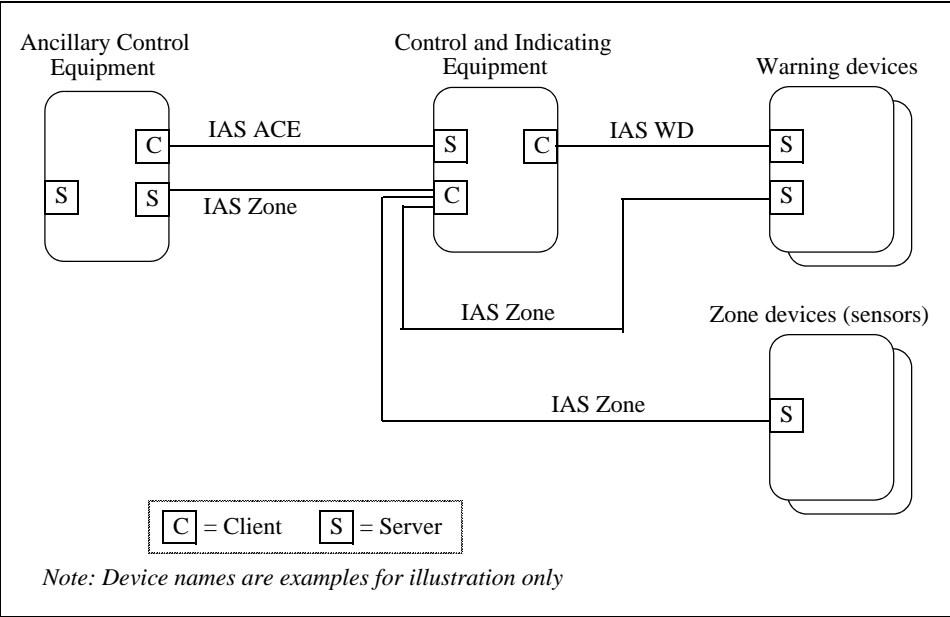 Ancillary Control
Equipment
Control and Indicating
Equipment
Warning devices
C
IAS ACE
S
C
IAS WD
S
S
S
IAS Zone
C
S
IAS Zone
Zone devices (sensors)
IAS Zone
S
C = Client
S = Server
Note: Device names are examples for illustration only